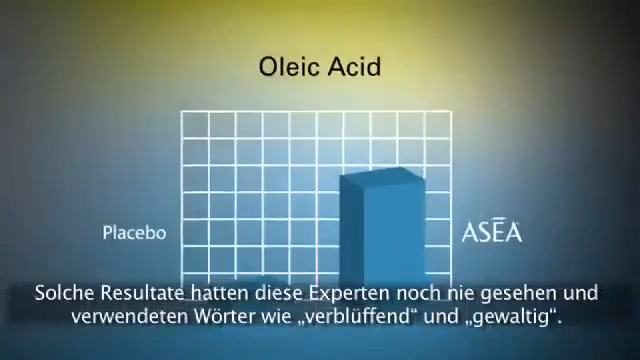 Oleic Acid
Placebo
ASEA
Solche Resultate hatten diese Experten noch nie gesehen und
verwendeten Wörter wie „verblüffend“ und „gewaltig“.